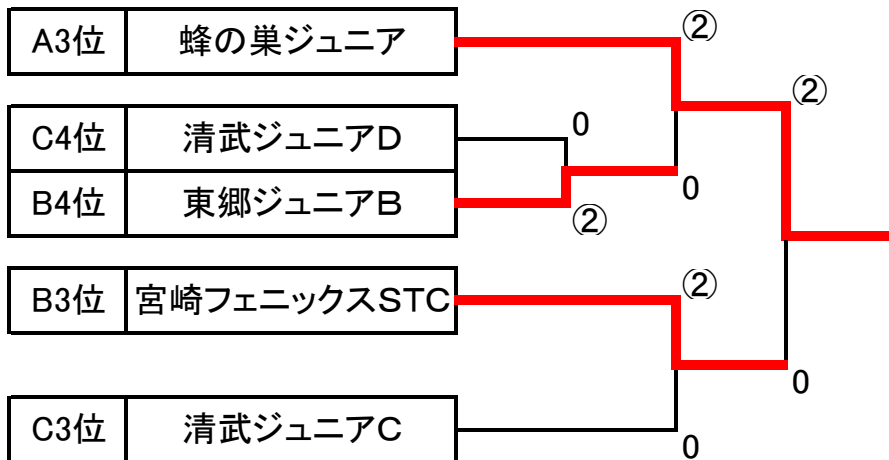 A3位 蜂の巣ジュニア ②
②
C4位 清武ジュニアD 0
0
B4位 東郷ジュニアB ②
B3位 宮崎フェニックスSTC ②
0
C3位 清武ジュニアC 0